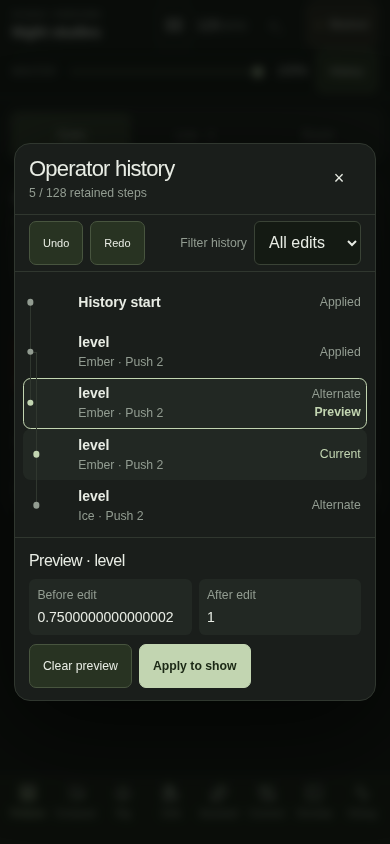 Operator history
×
5 / 128 retained steps
Undo
Redo
Filter history
All edits
History start
Applied
level
Ember · Push 2
Applied
level
Ember · Push 2
Alternate
Preview
level
Ember · Push 2
Current
level
Ice · Push 2
Alternate
Preview · level
Before edit
0.7500000000000002
After edit
1
Clear preview
Apply to show